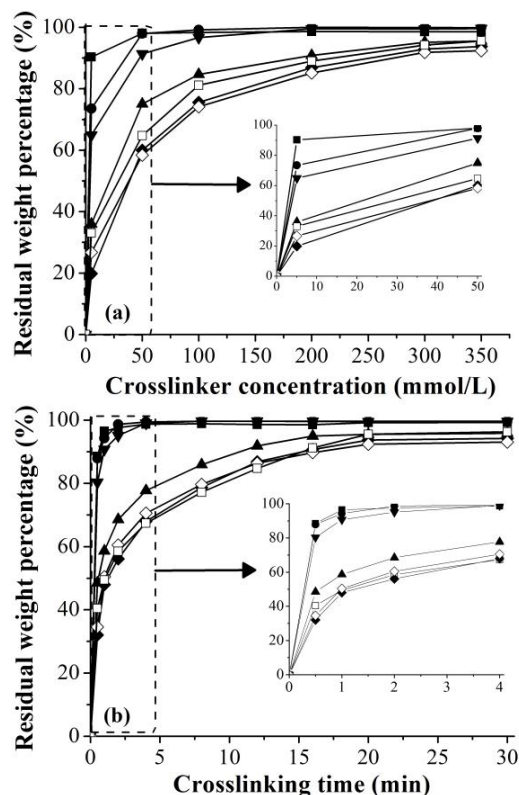 Residual weight percentage (%)
100
80
60
40
20
0
(a)
100
80
60
40
20
0
0 10 20 30 40 50
0 50 100 150 200 250 300 350
Crosslinker concentration (mmol/L)
Residual weight percentage (%)
100
80
60
40
20
0
(b)
100
80
60
40
20
0
0 1 2 3 4
0 5 10 15 20 25 30
Crosslinking time (min)